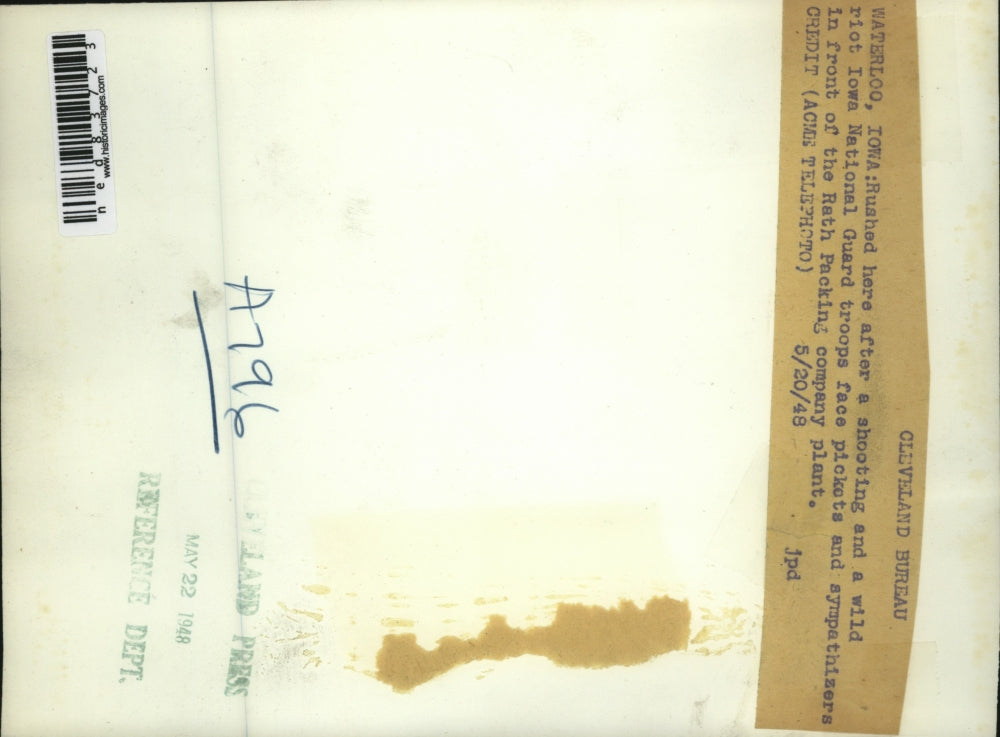 CLEVELAND BUREAU
WATERLOO, IOWA:Rushed here after a shooting and a wild
riot Iowa National Guard troops face pickets and sympathizers
in front of the Rath Packing company plant.
CREDIT (ACME TELEPHOTO) 5/20/48 jpd
A796
CLEVELAND PRESS
MAY 22 1948
REFERENCE DEPT.
www.historicimages.com
ned83723